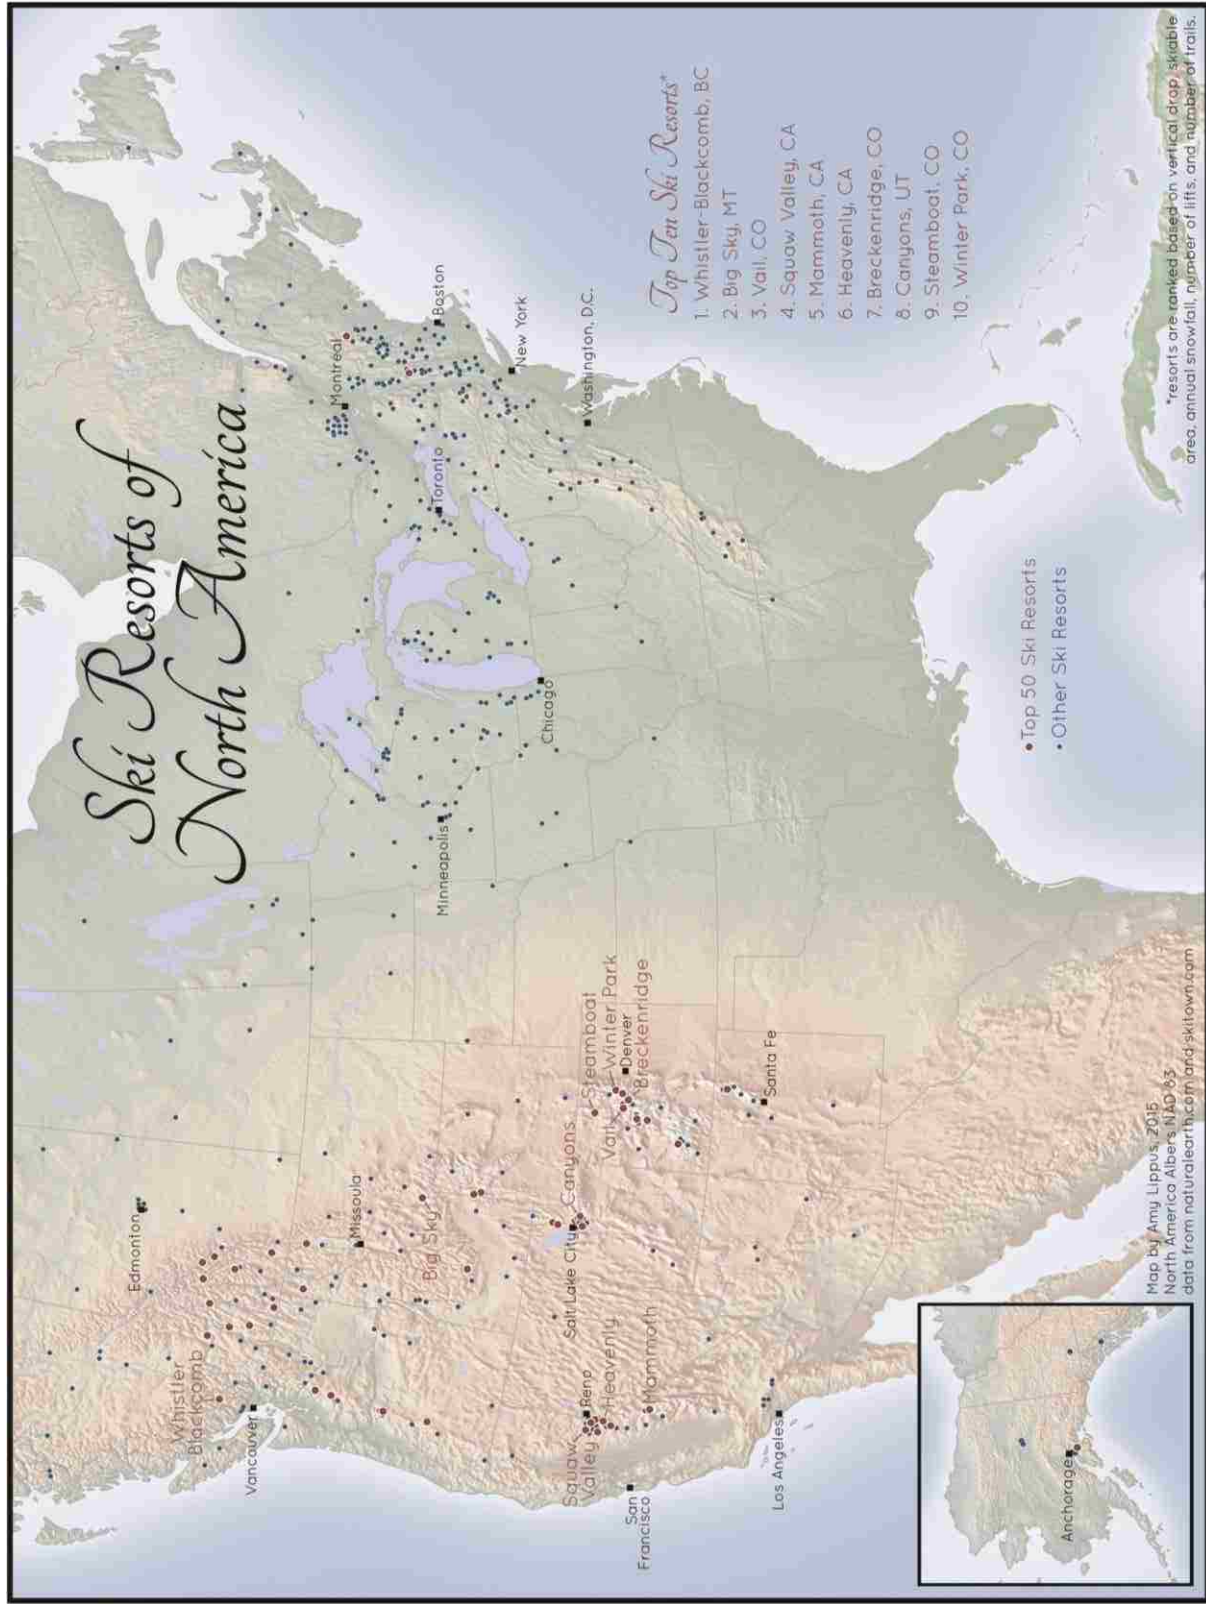 Ski Resorts of
North America
Edmonton
Whistler
Blackcomb
Vancouver
Missoula
Big Sky
Minneapolis
Montreal
Toronto
Boston
New York
Washington, D.C.
Chicago
Squaw
Valley
Reno
Heavenly
Mammoth
San
Francisco
Los Angeles
Salt Lake City
Canyons
Steamboat
Vail
Winter Park
Denver
Breckenridge
Santa Fe
Top Ten Ski Resorts*
1. Whistler-Blackcomb, BC
2. Big Sky, MT
3. Vail, CO
4. Squaw Valley, CA
5. Mammoth, CA
6. Heavenly, CA
7. Breckenridge, CO
8. Canyons, UT
9. Steamboat, CO
10. Winter Park, CO
Top 50 Ski Resorts
Other Ski Resorts
Anchorage
Map by Amy Lippus, 2015
North America Albers NAD 83
data from naturalearth.com and skitown.com
*resorts are ranked based on vertical drop, skiable
area, annual snowfall, number of lifts, and number of trails.